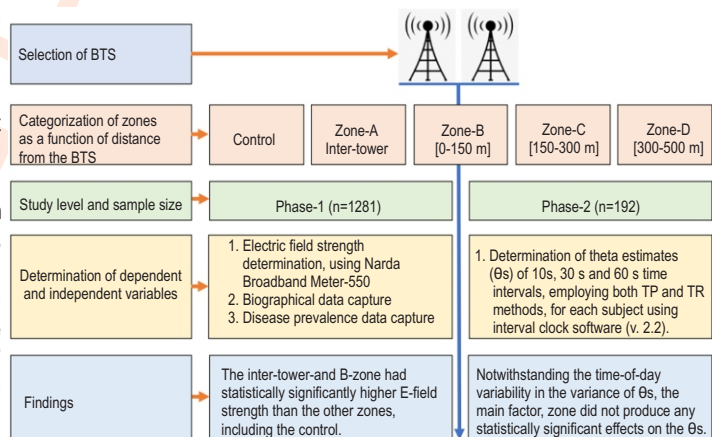 Selection of BTS
Categorization of zones
as a function of distance
from the BTS
Control
Zone-A
Inter-tower
Zone-B
[0-150 m]
Zone-C
[150-300 m]
Zone-D
[300-500 m]
Study level and sample size
Phase-1 (n=1281)
Phase-2 (n=192)
Determination of dependent
and independent variables
1. Electric field strength
determination, using Narda
Broadband Meter-550
2. Biographical data capture
3. Disease prevalence data capture
1. Determination of theta estimates
(θs) of 10s, 30 s and 60 s time
intervals, employing both TP and TR
methods, for each subject using
interval clock software (v. 2.2).
Findings
The inter-tower-and B-zone had
statistically significantly higher E-field
strength than the other zones,
including the control.
Notwithstanding the time-of-day
variability in the variance of θs, the
main factor, zone did not produce any
statistically significant effects on the θs.